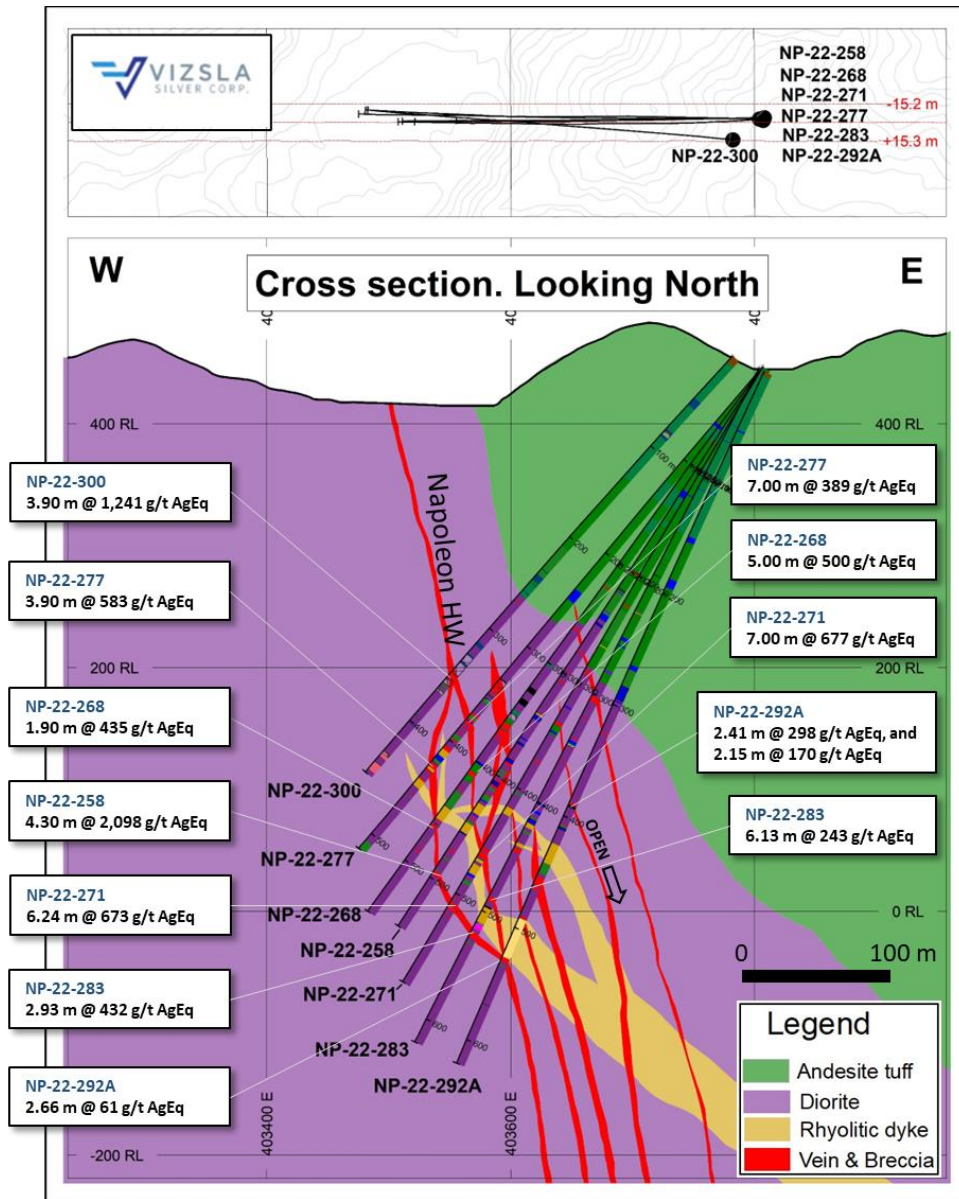 VIZSLA
SILVER CORP.
NP-22-258
NP-22-268
NP-22-271
NP-22-277
NP-22-283
NP-22-292A
NP-22-300
-15.2 m
+15.3 m
W
E
Cross section. Looking North
400 RL
400 RL
200 RL
200 RL
0 RL
-200 RL
403400 E
403600 E
Napoleon HW
OPEN
NP-22-300
3.90 m @ 1,241 g/t AgEq
NP-22-277
3.90 m @ 583 g/t AgEq
NP-22-268
1.90 m @ 435 g/t AgEq
NP-22-258
4.30 m @ 2,098 g/t AgEq
NP-22-271
6.24 m @ 673 g/t AgEq
NP-22-283
2.93 m @ 432 g/t AgEq
NP-22-292A
2.66 m @ 61 g/t AgEq
NP-22-277
7.00 m @ 389 g/t AgEq
NP-22-268
5.00 m @ 500 g/t AgEq
NP-22-271
7.00 m @ 677 g/t AgEq
NP-22-292A
2.41 m @ 298 g/t AgEq, and
2.15 m @ 170 g/t AgEq
NP-22-283
6.13 m @ 243 g/t AgEq
NP-22-300
NP-22-277
NP-22-268
NP-22-258
NP-22-271
NP-22-283
NP-22-292A
100 m
200
300
400
500
600
600
0 100 m
Legend
Andesite tuff
Diorite
Rhyolitic dyke
Vein & Breccia